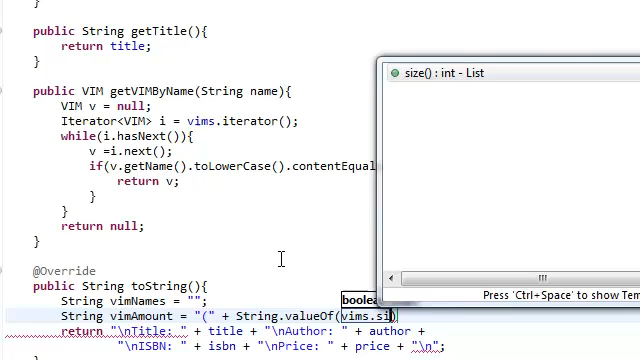 }
public String getTitle(){
return title;
}
public VIM getVIMByName(String name){
VIM v = null;
Iterator<VIM> i = vims.iterator();
while(i.hasNext()){
v =i.next();
if(v.getName().toLowerCase().contentEqual
return v;
}
}
return null;
}
@Override
public String toString(){
String vimNames = "";
String vimAmount = "(" + String.valueOf(vims.si)
return "\nTitle: " + title + "\nAuthor: " + author +
"\nISBN: " + isbn + "\nPrice: " + price + "\n";
boolea
size() : int - List
Press 'Ctrl+Space' to show Tem